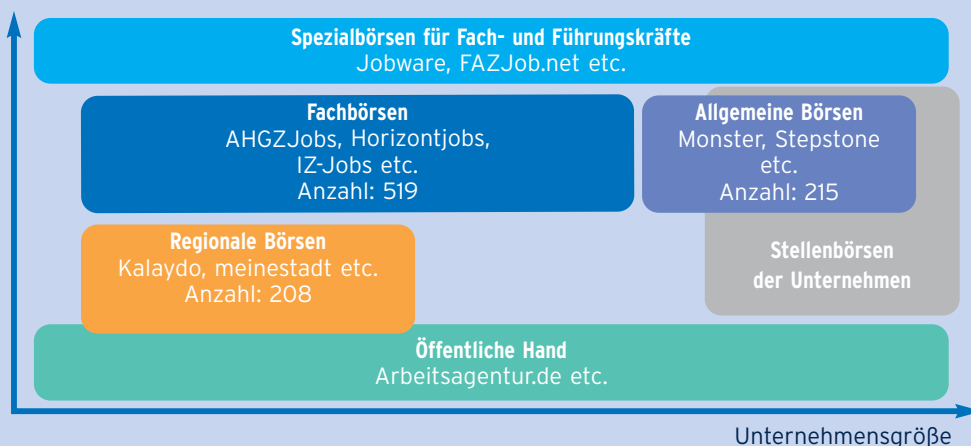 Spezialbörsen für Fach- und Führungskräfte
Jobware, FAZJob.net etc.
Fachbörsen
AHGZJobs, Horizontjobs,
IZ-Jobs etc.
Anzahl: 519
Allgemeine Börsen
Monster, Stepstone
etc.
Anzahl: 215
Regionale Börsen
Kalaydo, meinestadt etc.
Anzahl: 208
Stellenbörsen
der Unternehmen
Öffentliche Hand
Arbeitsagentur.de etc.
Unternehmensgröße